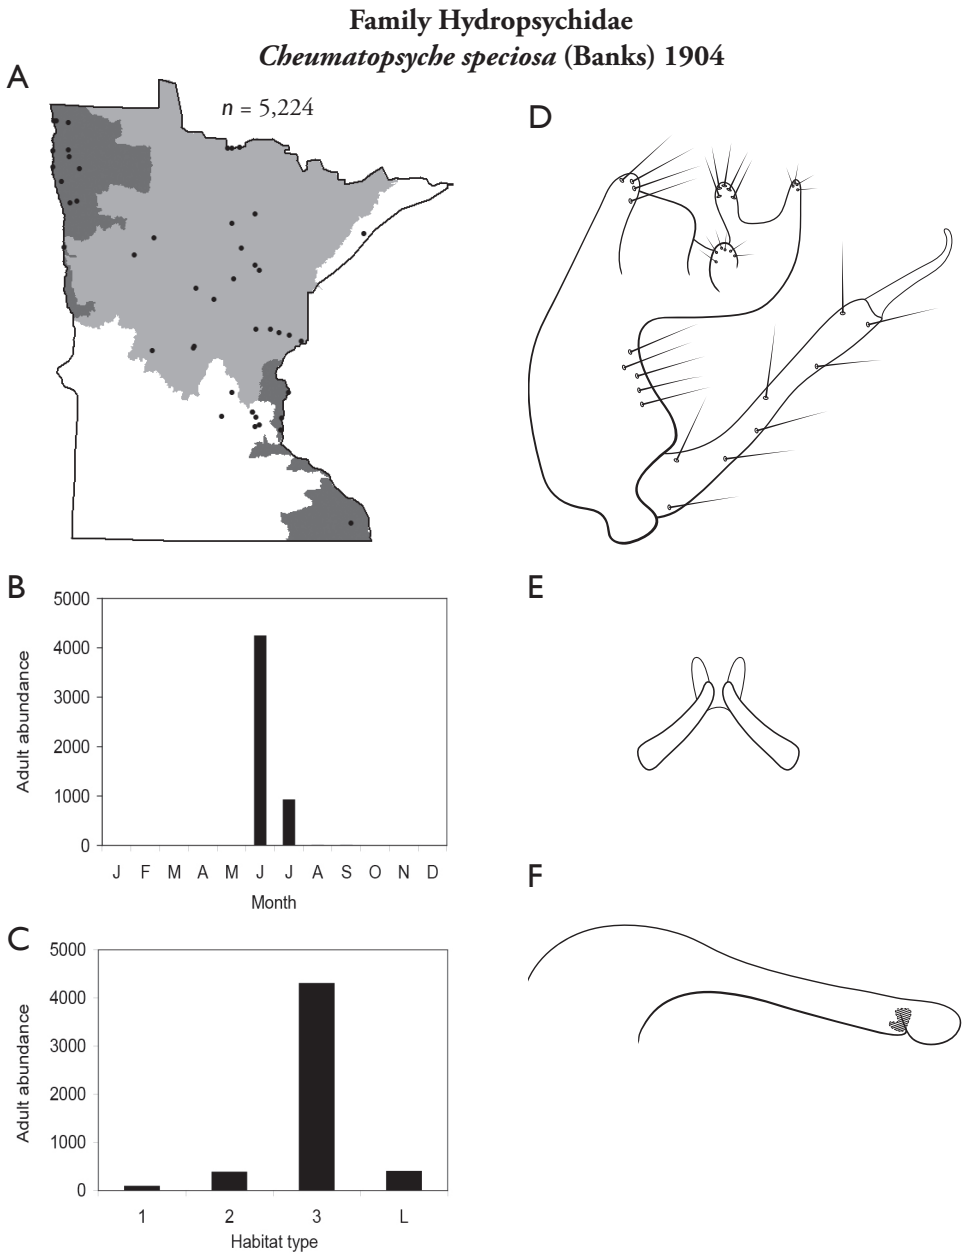 Family Hydropsychidae
Cheumatopsyche speciosa (Banks) 1904
A
n = 5,224
D
B
5000
4000
3000
2000
1000
0
Adult abundance
J F M A M J J A S O N D
Month
E
C
5000
4000
3000
2000
1000
0
Adult abundance
1 2 3 L
Habitat type
F